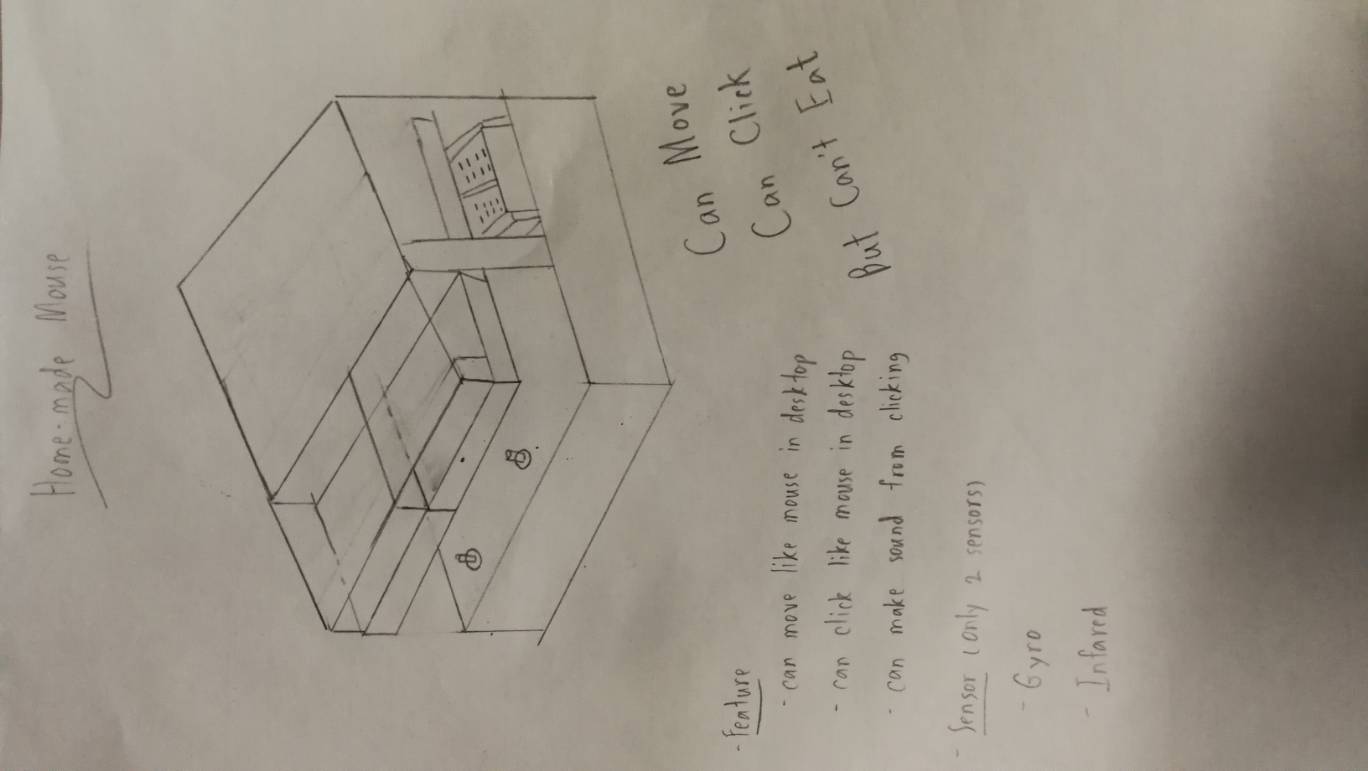 Home-made Mouse
Can Move
Can Click
But Can't Eat
- Feature
- can move like mouse in desktop
- can click like mouse in desktop
- can make sound from clicking
- Sensor (only 2 sensors)
- Gyro
- Infared